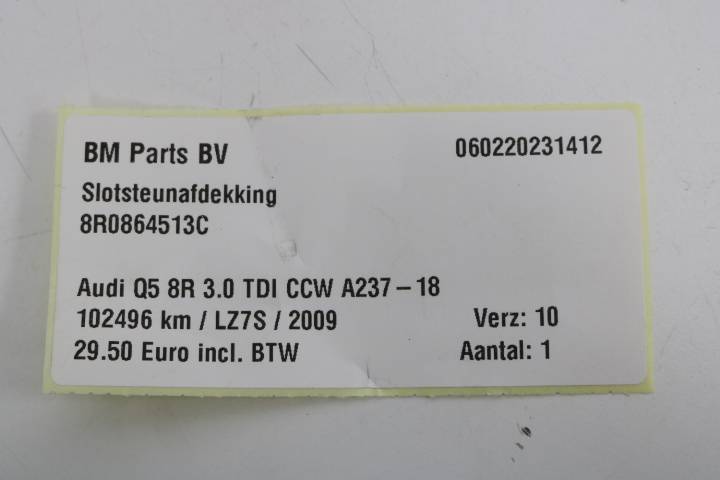 BM Parts BV 060220231412
Slotsteunafdekking
8R0864513C
Audi Q5 8R 3.0 TDI CCW A237-18
102496 km / LZ7S / 2009 Verz: 10
29.50 Euro incl. BTW Aantal: 1